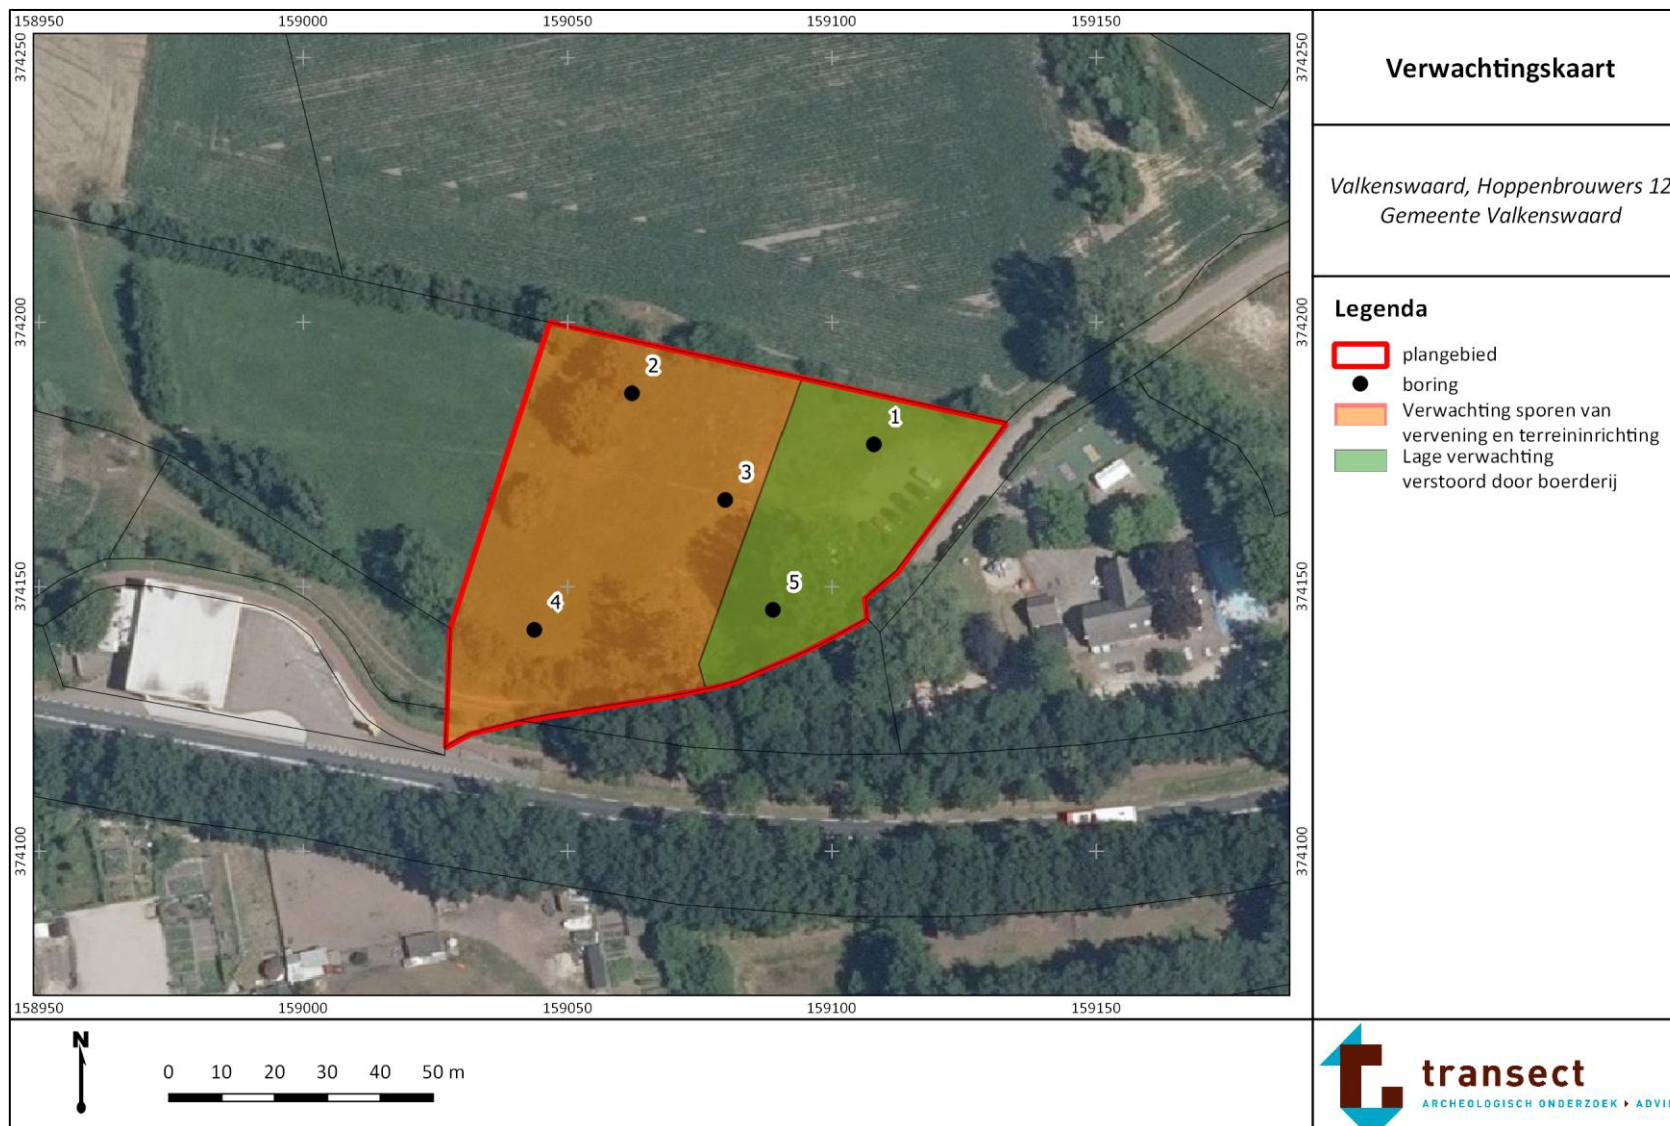 158950 159000 159050 159100 159150
374250 374250
374200 374200
374150 374150
374100 374100
2
1
3
5
4
158950 159000 159050 159100 159150
N
0 10 20 30 40 50 m
Verwachtingskaart
Valkenswaard, Hoppenbrouwers 12
Gemeente Valkenswaard
Legenda
plangebied
boring
Verwachting sporen van
vervening en terreininrichting
Lage verwachting
verstoord door boerderij
transect
ARCHEOLOGISCH ONDERZOEK ADVI